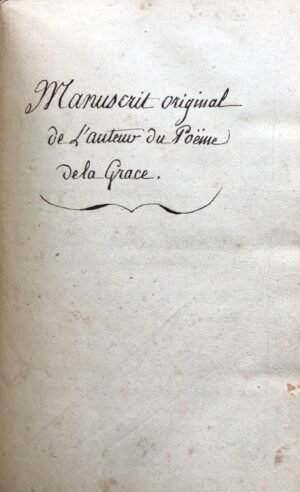 Manuscrit original
de L'auteur du Poëme
de la Grace.